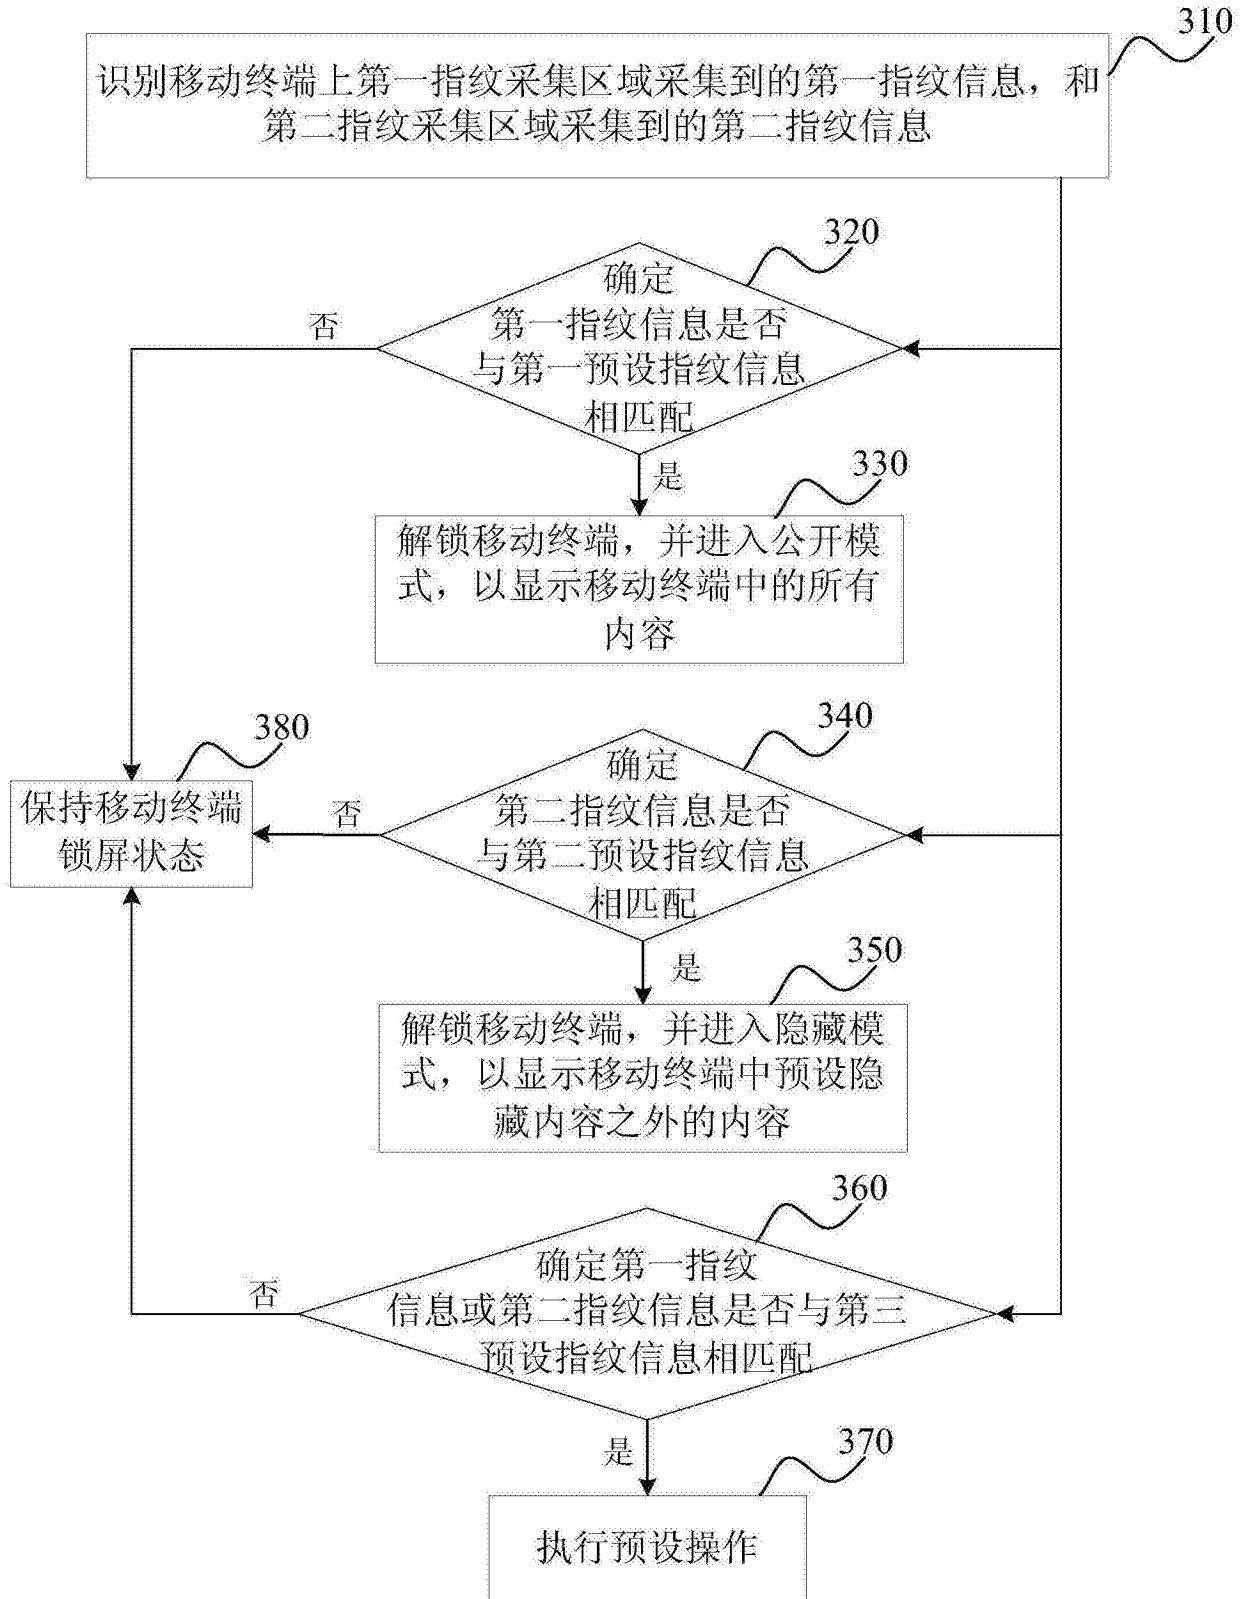 310
识别移动终端上第一指纹采集区域采集到的第一指纹信息，和
第二指纹采集区域采集到的第二指纹信息
320
确定
第一指纹信息是否
与第一预设指纹信息
相匹配
否
是
330
解锁移动终端，并进入公开模
式，以显示移动终端中的所有
内容
340
确定
第二指纹信息是否
与第二预设指纹信息
相匹配
否
380
保持移动终端
锁屏状态
是
350
解锁移动终端，并进入隐藏模
式，以显示移动终端中预设隐
藏内容之外的内容
360
确定第一指纹
信息或第二指纹信息是否与第三
预设指纹信息相匹配
否
是
370
执行预设操作